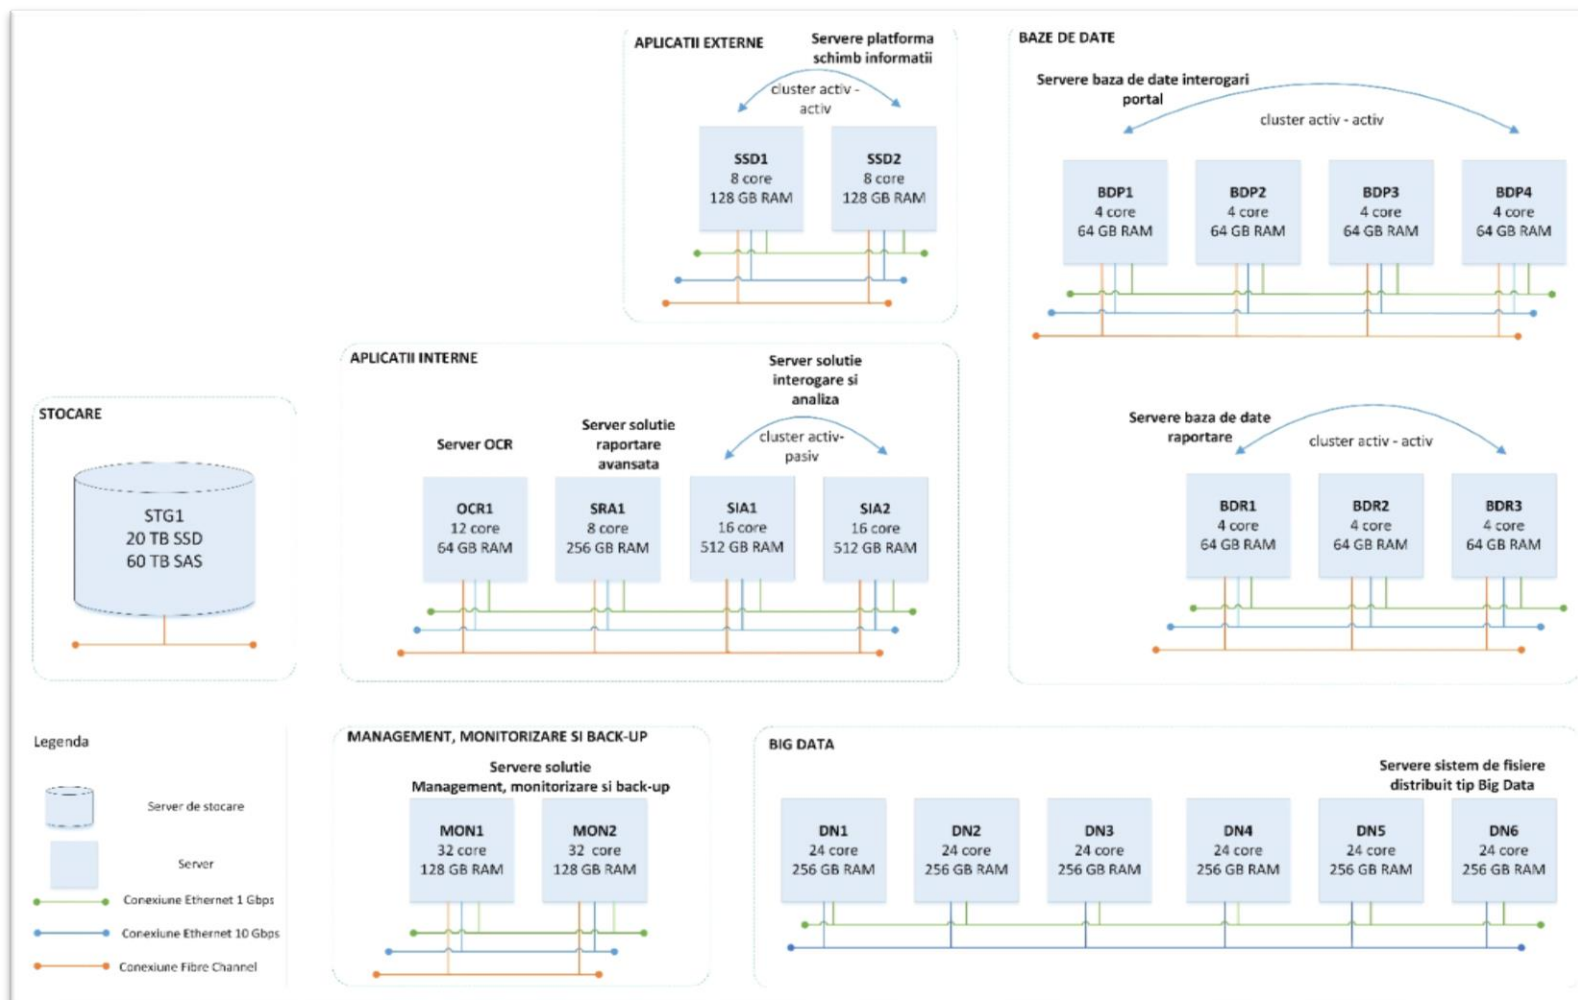 APLICATII EXTERNE
Servere platforma
schimb informatii
cluster activ -
activ
SSD1
8 core
128 GB RAM
SSD2
8 core
128 GB RAM
BAZE DE DATE
Servere baza de date interogari
portal
cluster activ - activ
BDP1
4 core
64 GB RAM
BDP2
4 core
64 GB RAM
BDP3
4 core
64 GB RAM
BDP4
4 core
64 GB RAM
Servere baza de date
raportare
cluster activ - activ
BDR1
4 core
64 GB RAM
BDR2
4 core
64 GB RAM
BDR3
4 core
64 GB RAM
STOCARE
STG1
20 TB SSD
60 TB SAS
APLICATII INTERNE
Server OCR
Server solutie
raportare
avansata
Server solutie
interogare si
analiza
cluster activ-
pasiv
OCR1
12 core
64 GB RAM
SRA1
8 core
256 GB RAM
SIA1
16 core
512 GB RAM
SIA2
16 core
512 GB RAM
Legenda
Server de stocare
Server
Conexiune Ethernet 1 Gbps
Conexiune Ethernet 10 Gbps
Conexiune Fibre Channel
MANAGEMENT, MONITORIZARE SI BACK-UP
Servere solutie
Management, monitorizare si back-up
MON1
32 core
128 GB RAM
MON2
32 core
128 GB RAM
BIG DATA
Servere sistem de fisiere
distribuit tip Big Data
DN1
24 core
256 GB RAM
DN2
24 core
256 GB RAM
DN3
24 core
256 GB RAM
DN4
24 core
256 GB RAM
DN5
24 core
256 GB RAM
DN6
24 core
256 GB RAM